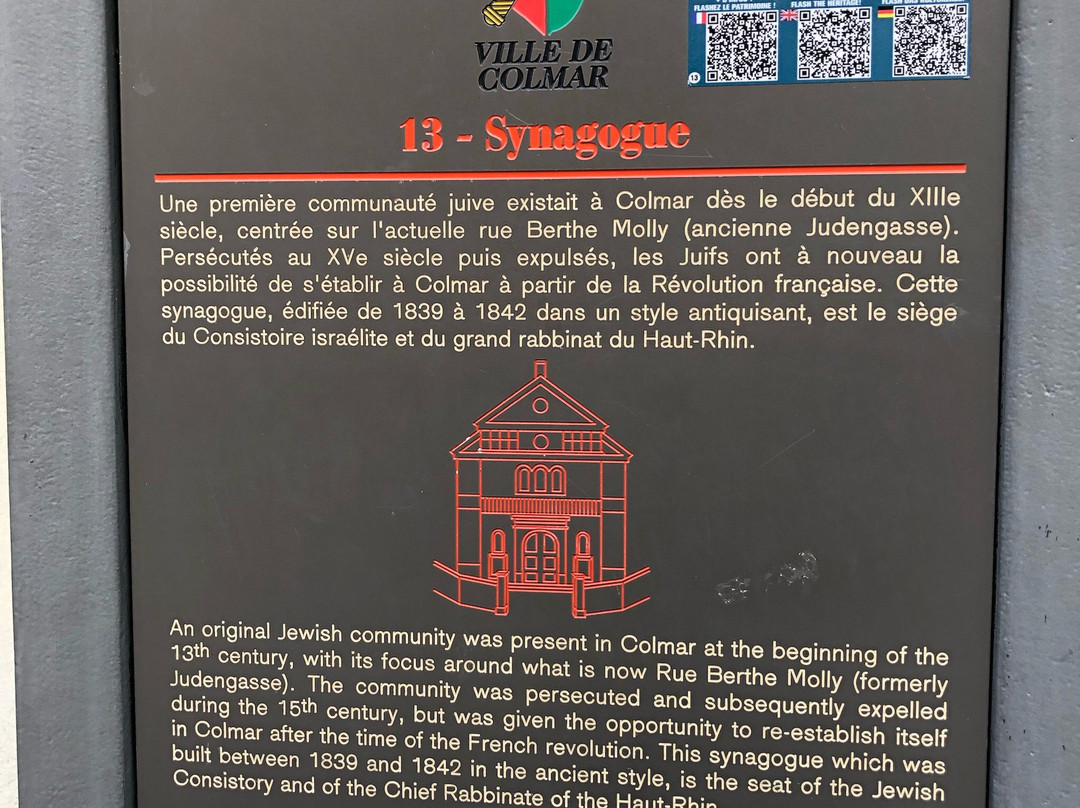 FLASHEZ LE PATRIMOINE !
FLASH THE HERITAGE!
VILLE DE
COLMAR
13
13 - Synagogue
Une première communauté juive existait à Colmar dès le début du XIIIe
siècle, centrée sur l'actuelle rue Berthe Molly (ancienne Judengasse).
Persécutés au XVe siècle puis expulsés, les Juifs ont à nouveau la
possibilité de s'établir à Colmar à partir de la Révolution française. Cette
synagogue, édifiée de 1839 à 1842 dans un style antiquisant, est le siège
du Consistoire israélite et du grand rabbinat du Haut-Rhin.
An original Jewish community was present in Colmar at the beginning of the
13th century, with its focus around what is now Rue Berthe Molly (formerly
Judengasse). The community was persecuted and subsequently expelled
during the 15th century, but was given the opportunity to re-establish itself
in Colmar after the time of the French revolution. This synagogue which was
built between 1839 and 1842 in the ancient style, is the seat of the Jewish
Consistory and of the Chief Rabbinate of the Haut-Rhin.